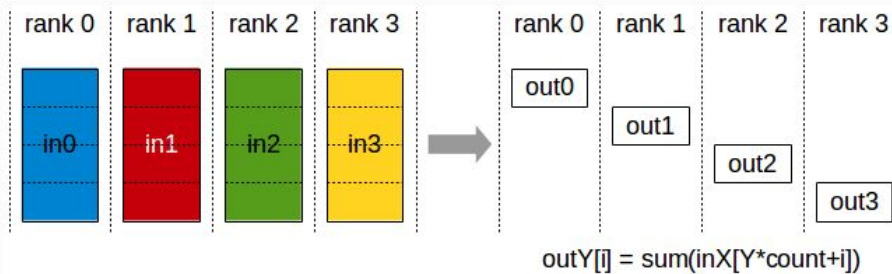 rank 0 rank 1 rank 2 rank 3 rank 0 rank 1 rank 2 rank 3
in0 in1 in2 in3
out0
out1
out2
out3
outY[i] = sum(inX[Y*count+i])